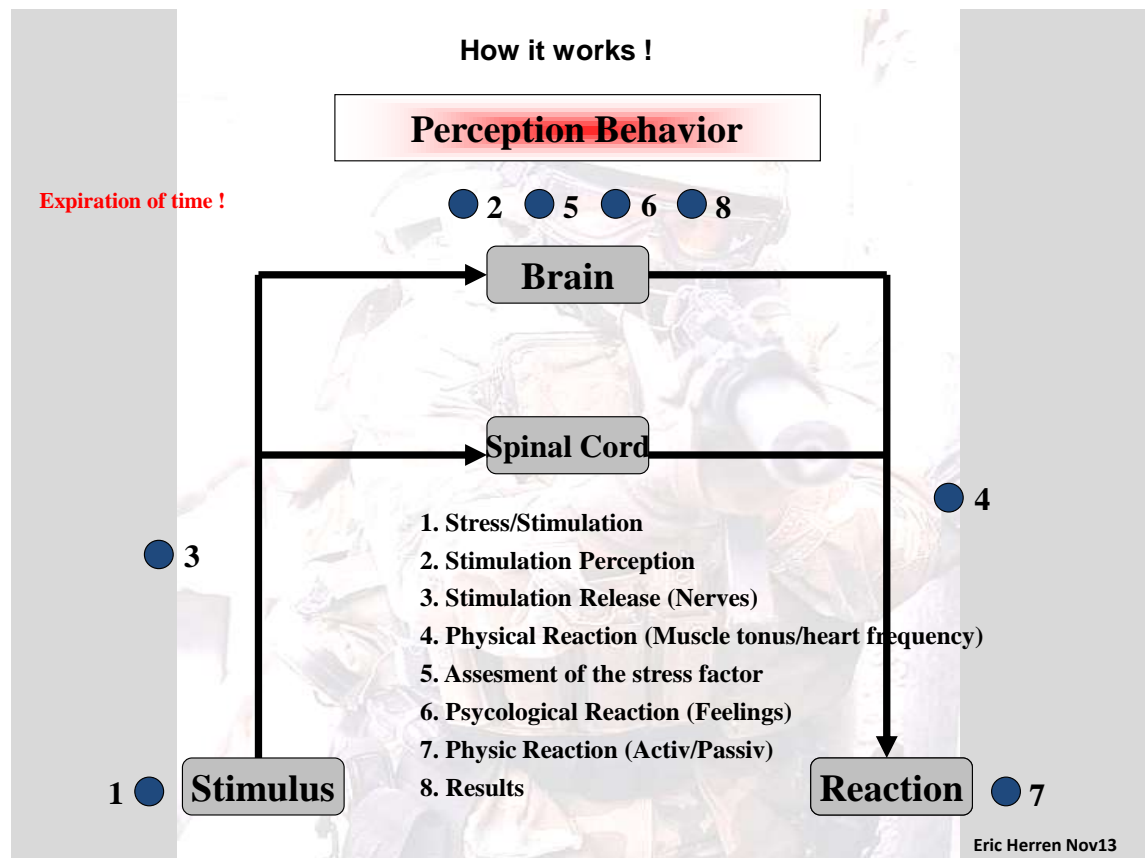 How it works !
Perception Behavior
Expiration of time !
2 5 6 8
Brain
Spinal Cord
4
3
1. Stress/Stimulation
2. Stimulation Perception
3. Stimulation Release (Nerves)
4. Physical Reaction (Muscle tonus/heart frequency)
5. Assesment of the stress factor
6. Psycological Reaction (Feelings)
7. Physic Reaction (Activ/Passiv)
8. Results
1 Stimulus
Reaction 7
Eric Herren Nov13